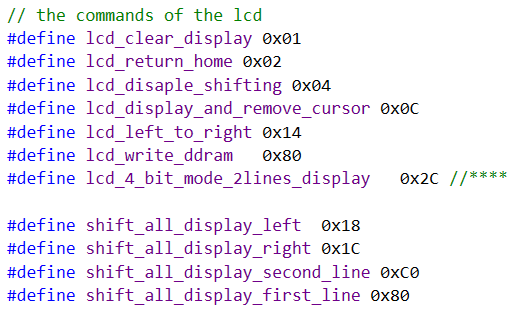 // the commands of the lcd
#define lcd_clear_display 0x01
#define lcd_return_home 0x02
#define lcd_disaple_shifting 0x04
#define lcd_display_and_remove_cursor 0x0C
#define lcd_left_to_right 0x14
#define lcd_write_ddram   0x80
#define lcd_4_bit_mode_2lines_display   0x2C //****
#define shift_all_display_left  0x18
#define shift_all_display_right 0x1C
#define shift_all_display_second_line 0xC0
#define shift_all_display_first_line 0x80